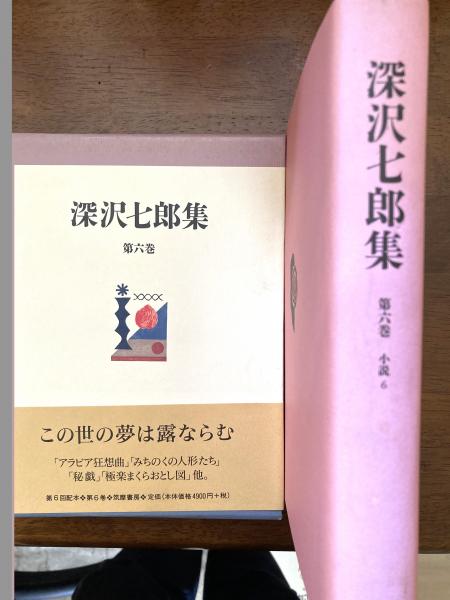 深沢七郎集
第六巻
この世の夢は露ならむ
「アラビア狂想曲」「みちのくの人形たち」
「秘戯」「極楽まくらおとし図」他。
第6回配本❖第6巻❖筑摩書房❖定価(本体価格4900円+税)
深沢七郎集
第六巻 小説6